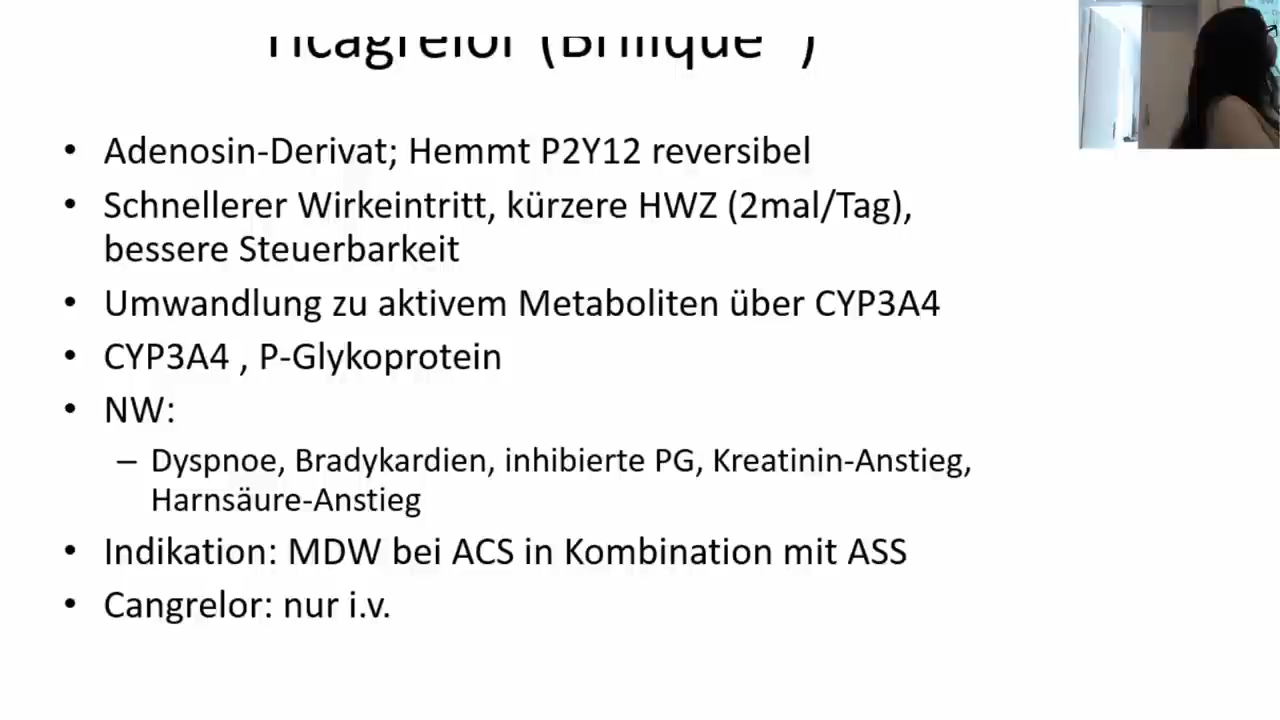 Ticagrelor (Brilique )
• Adenosin-Derivat; Hemmt P2Y12 reversibel
• Schnellerer Wirkeintritt, kürzere HWZ (2mal/Tag),
bessere Steuerbarkeit
• Umwandlung zu aktivem Metaboliten über CYP3A4
• CYP3A4 , P-Glykoprotein
• NW:
– Dyspnoe, Bradykardien, inhibierte PG, Kreatinin-Anstieg,
Harnsäure-Anstieg
• Indikation: MDW bei ACS in Kombination mit ASS
• Cangrelor: nur i.v.